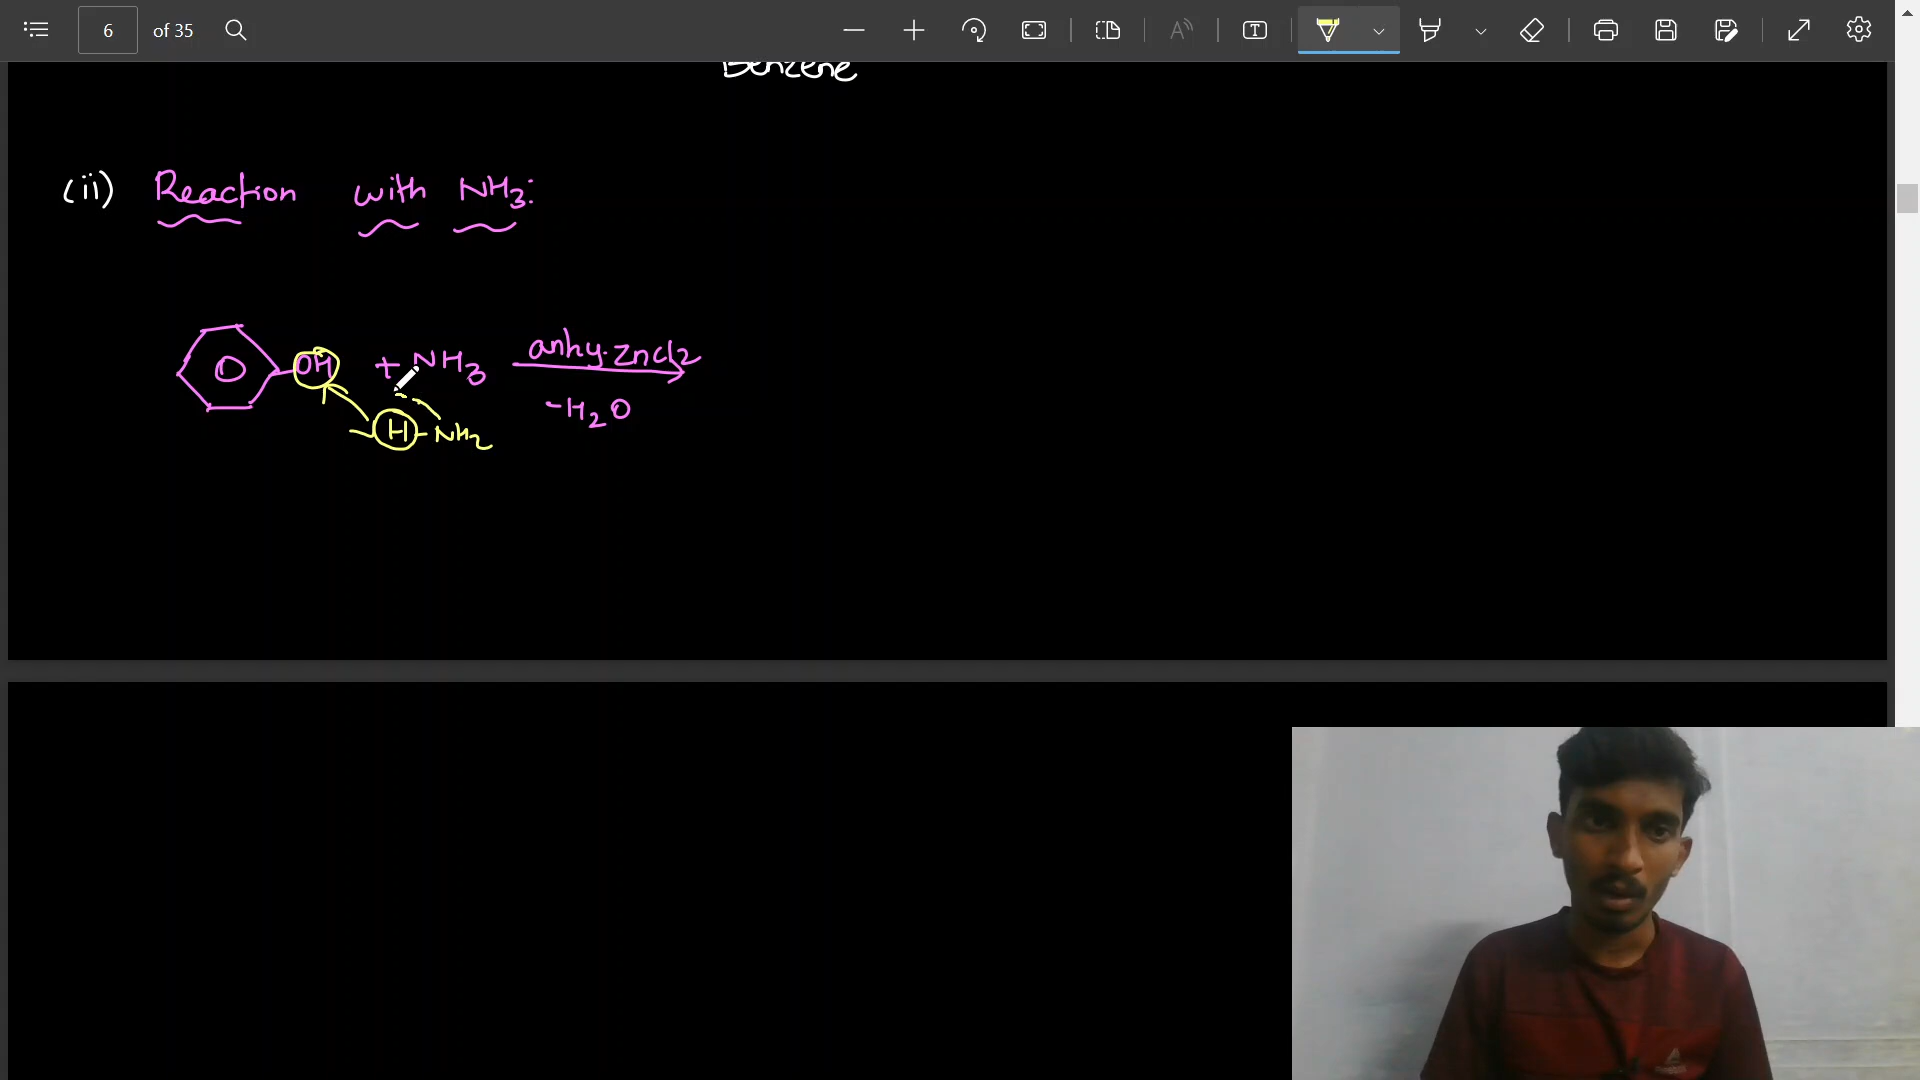 6 of 35
Benzene
(ii) Reaction with NH3:
OH + NH3 anhy. ZnCl2
-H2O
H-NH2